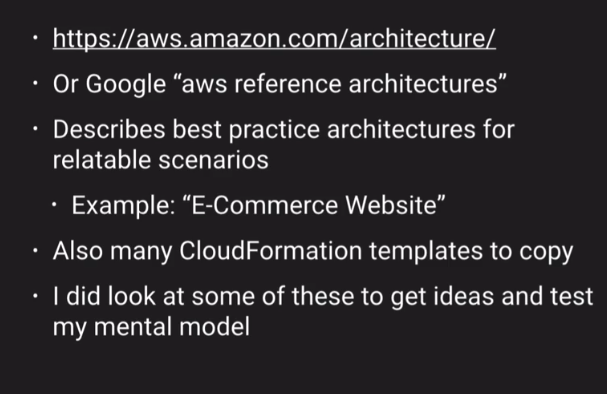 • https://aws.amazon.com/architecture/
• Or Google “aws reference architectures”
• Describes best practice architectures for
relatable scenarios
• Example: “E-Commerce Website”
• Also many CloudFormation templates to copy
• I did look at some of these to get ideas and test
my mental model